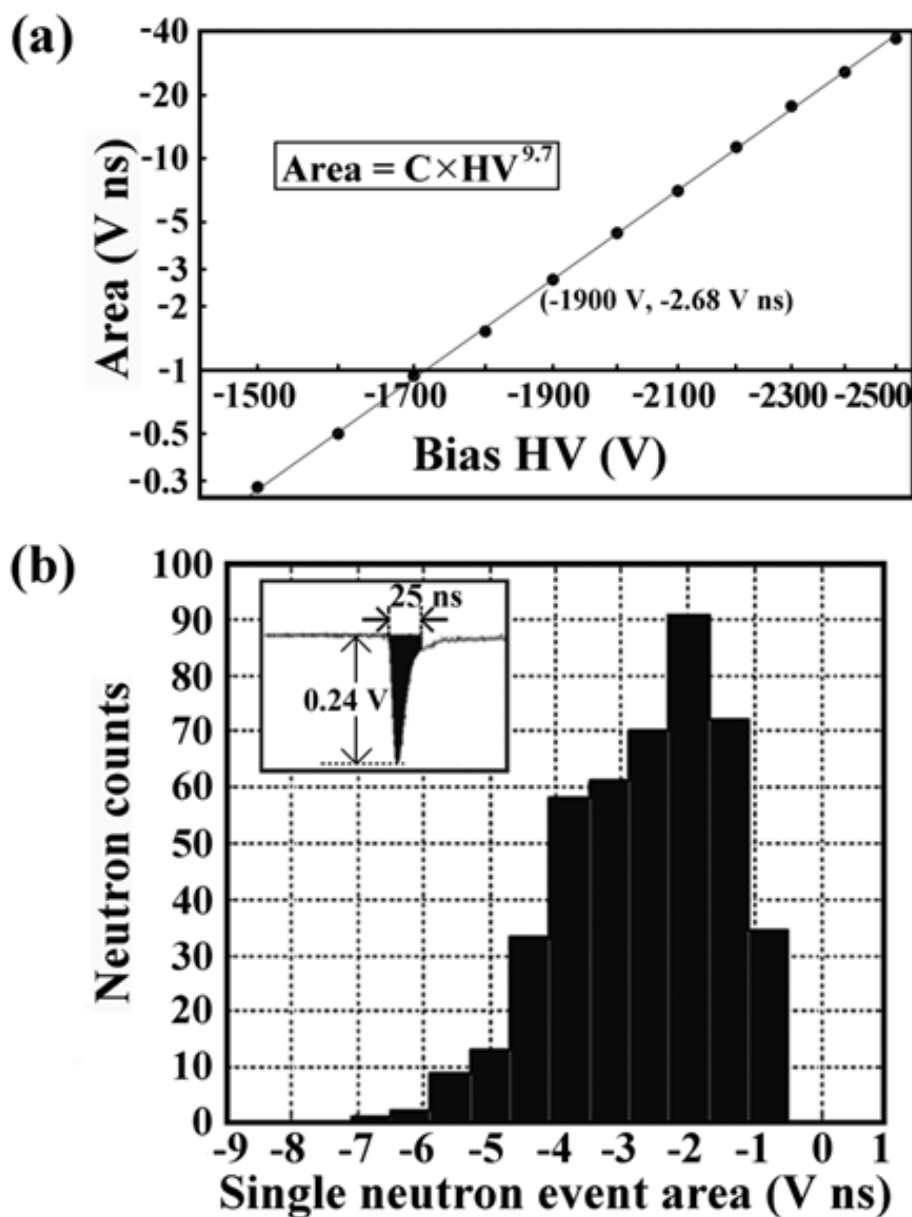 (a)
-40
-20
-10
-5
-3
-2
-1
-0.5
-0.3
Area (V ns)
Area = C×HV^9.7
(-1900 V, -2.68 V ns)
-1500 -1700 -1900 -2100 -2300 -2500
Bias HV (V)
(b)
100
90
80
70
60
50
40
30
20
10
0
Neutron counts
25 ns
0.24 V
-9 -8 -7 -6 -5 -4 -3 -2 -1 0 1
Single neutron event area (V ns)